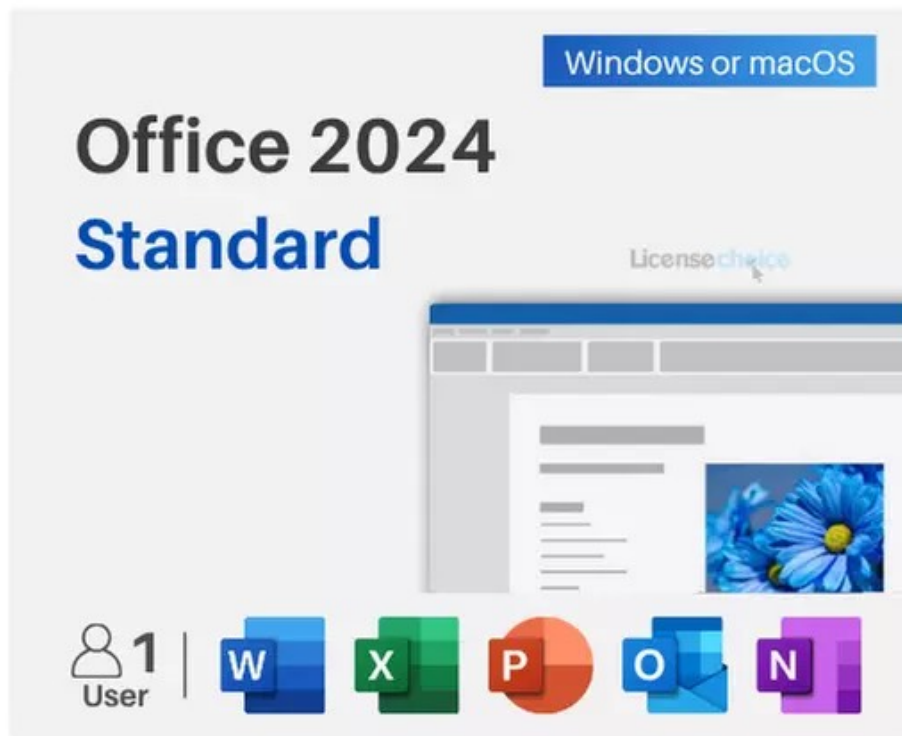 Windows or macOS
Office 2024
Standard
Licensechoice
1
User
W
X
P
O
N